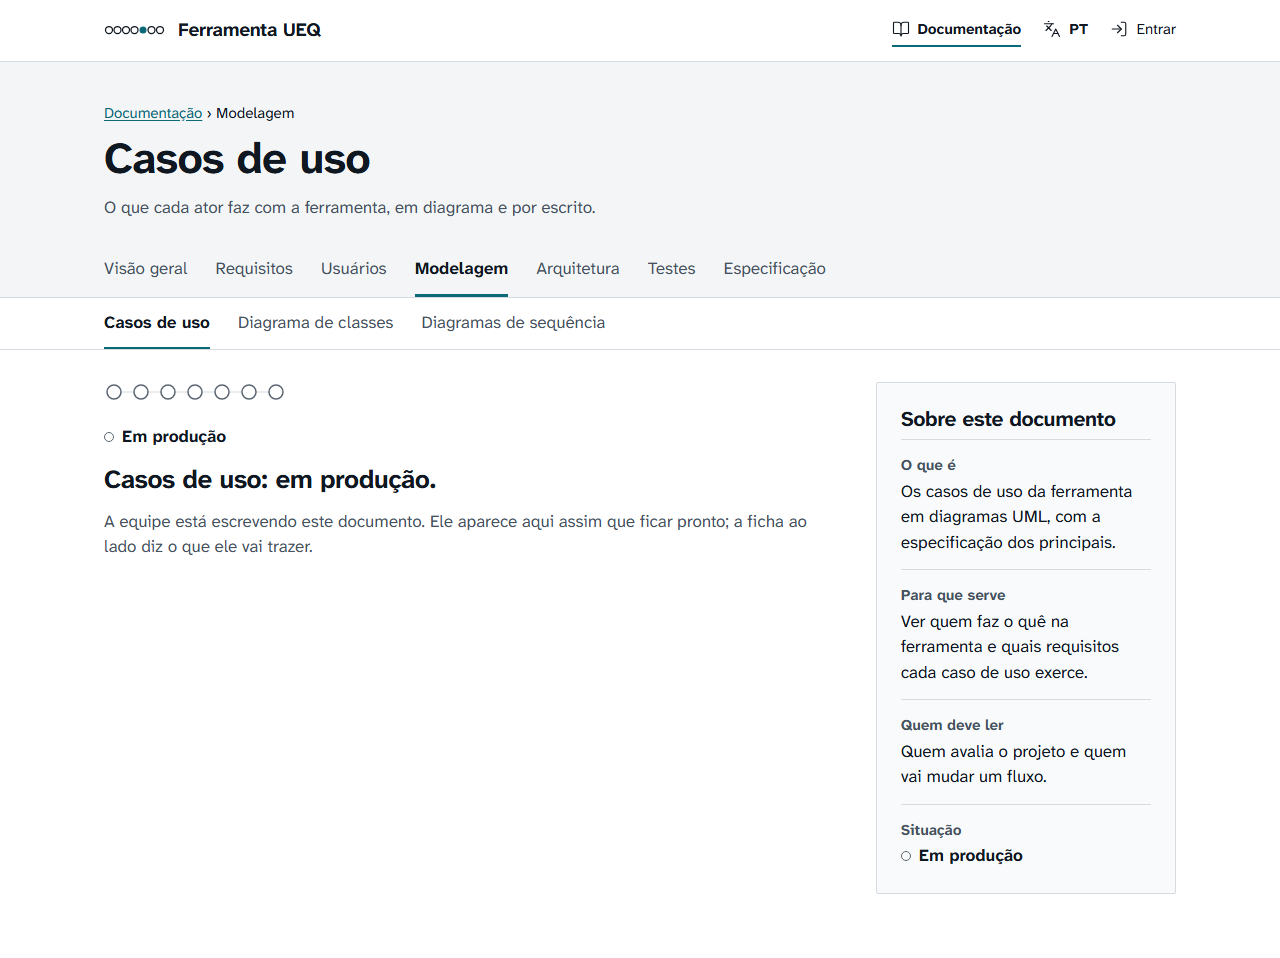 Ferramenta UEQ
Documentação
PT
Entrar
Documentação › Modelagem
Casos de uso
O que cada ator faz com a ferramenta, em diagrama e por escrito.
Visão geral
Requisitos
Usuários
Modelagem
Arquitetura
Testes
Especificação
Casos de uso
Diagrama de classes
Diagramas de sequência
Em produção
Casos de uso: em produção.
A equipe está escrevendo este documento. Ele aparece aqui assim que ficar pronto; a ficha ao
lado diz o que ele vai trazer.
Sobre este documento
O que é
Os casos de uso da ferramenta
em diagramas UML, com a
especificação dos principais.
Para que serve
Ver quem faz o quê na
ferramenta e quais requisitos
cada caso de uso exerce.
Quem deve ler
Quem avalia o projeto e quem
vai mudar um fluxo.
Situação
Em produção